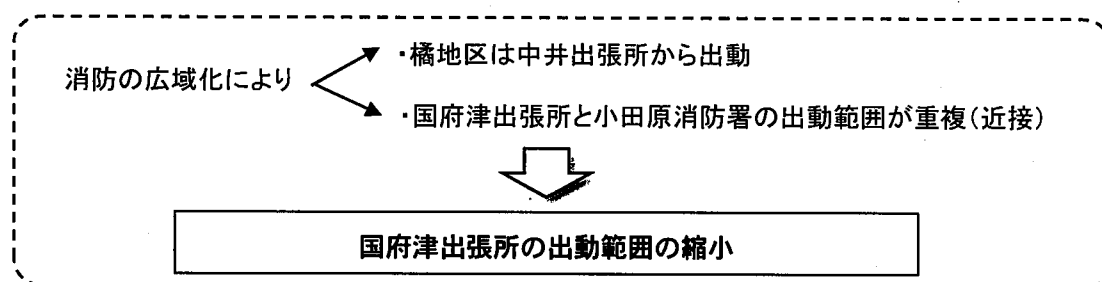 消防の広域化により
・橘地区は中井出張所から出動
・国府津出張所と小田原消防署の出動範囲が重複(近接)
国府津出張所の出動範囲の縮小